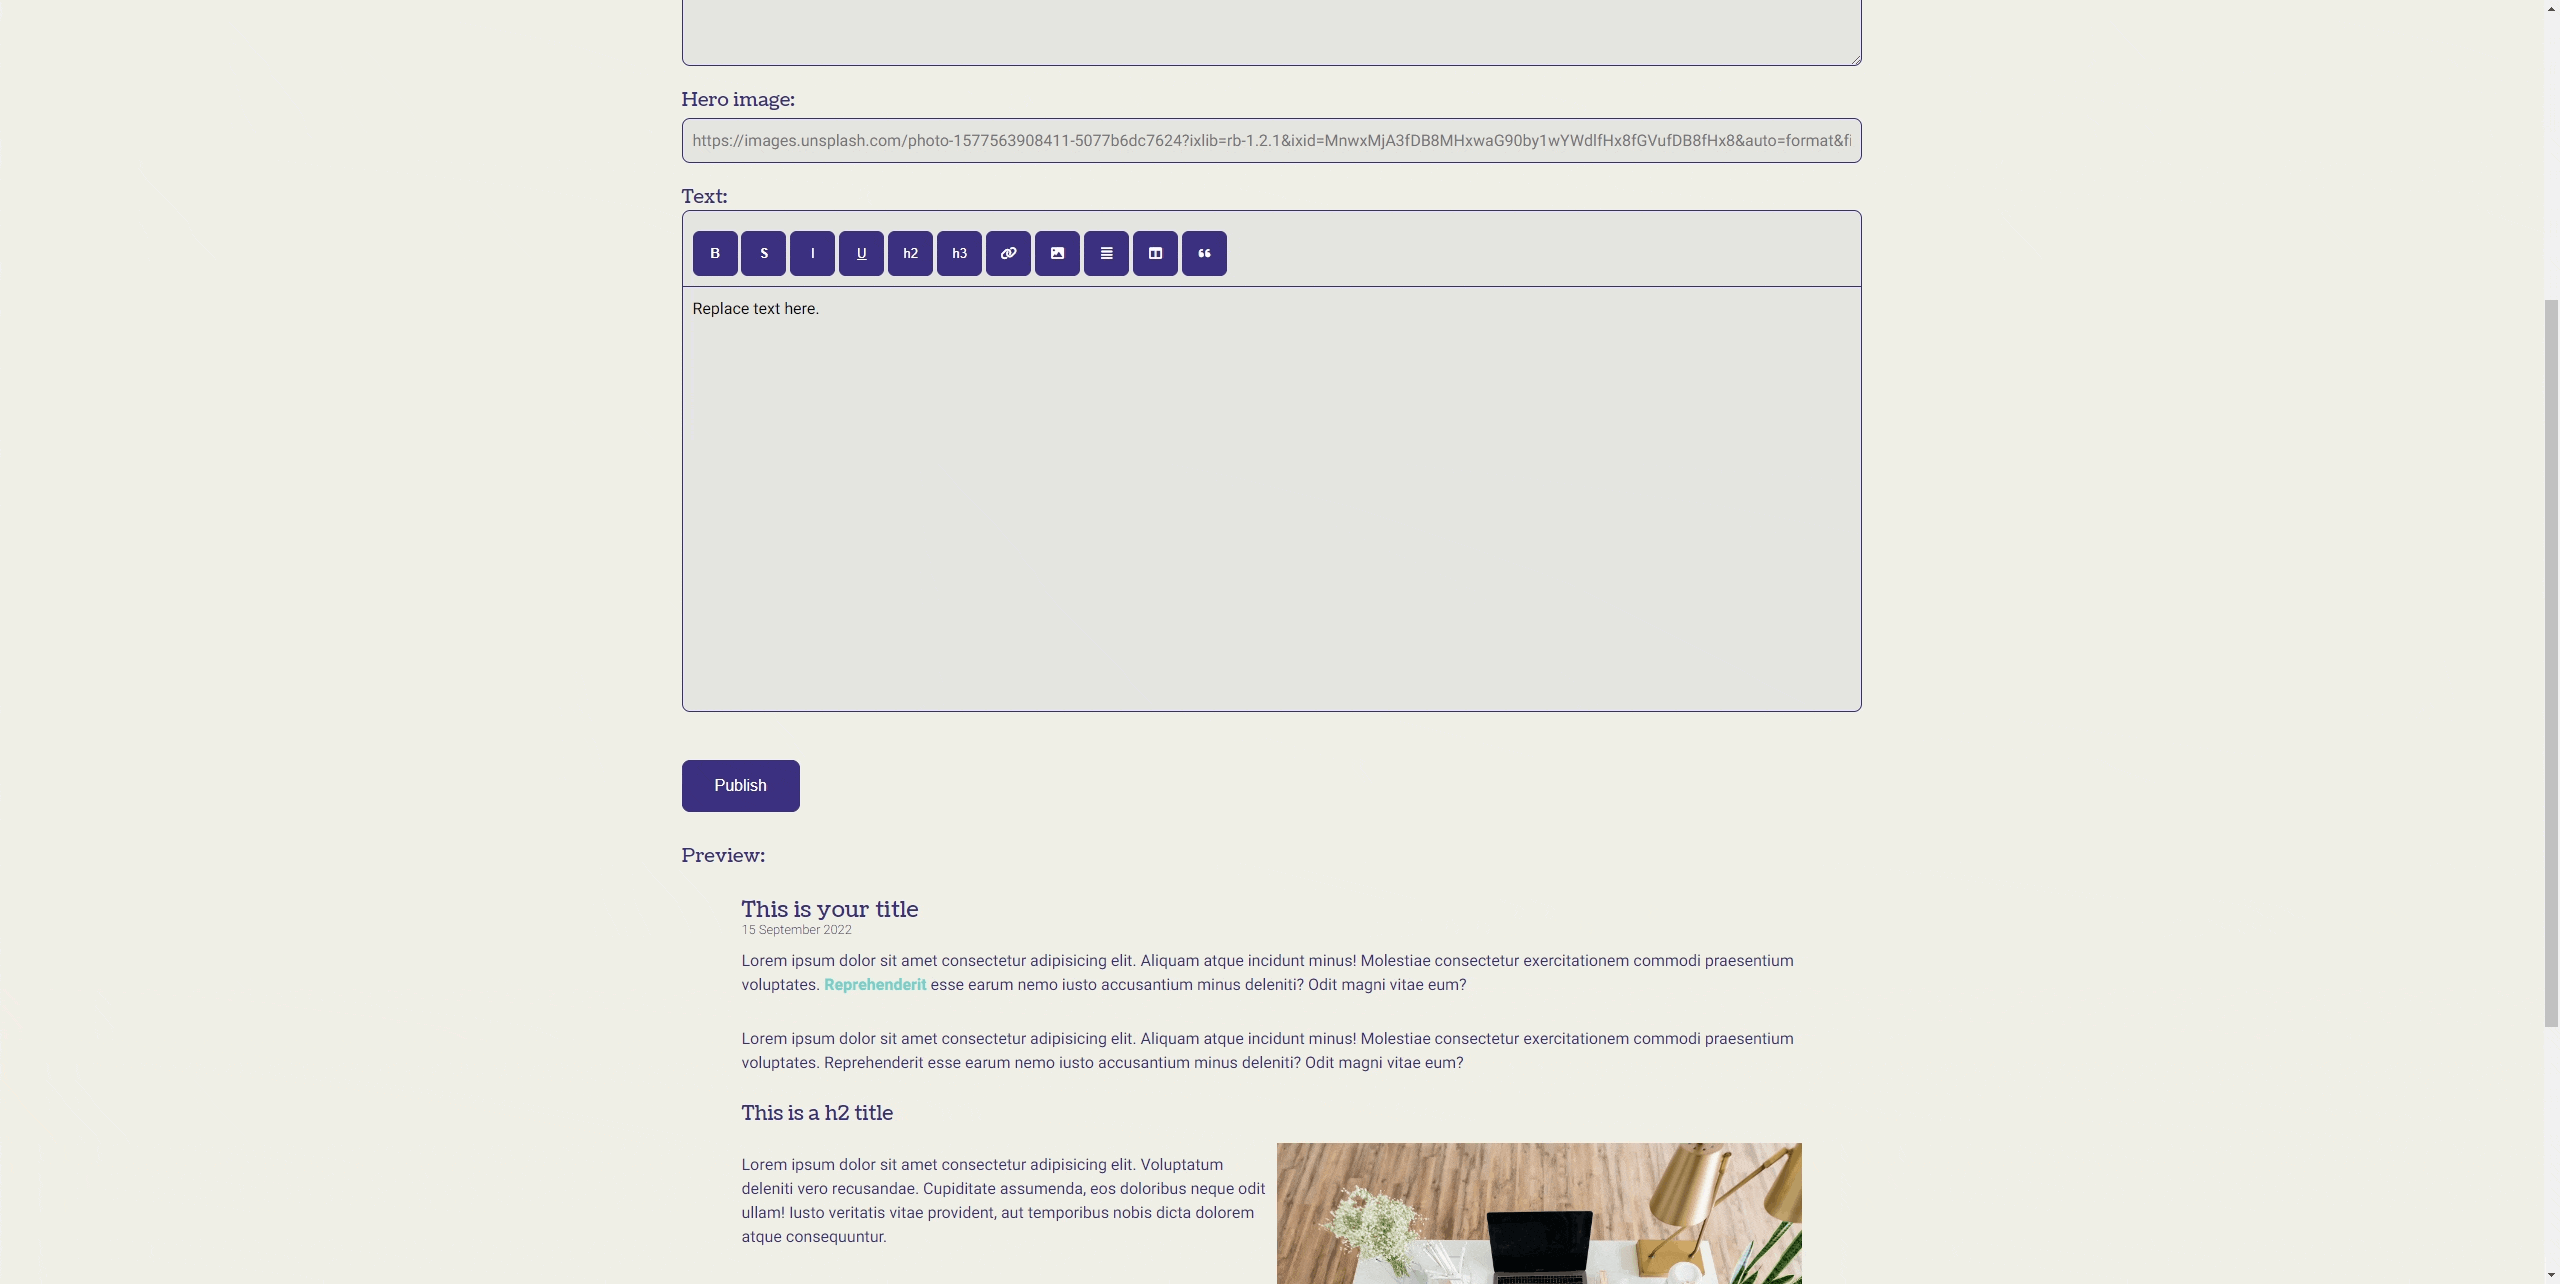 Hero image:
https://images.unsplash.com/photo-1577563908411-5077b6dc7624?ixlib=rb-1.2.1&ixid=MnwxMjA3fDB8MHxwaG90by1wYWdlfHx8fGVufDB8fHx8&auto=format&fi
Text:
B S I U h2 h3
Replace text here.
Publish
Preview:
This is your title
15 September 2022
Lorem ipsum dolor sit amet consectetur adipisicing elit. Aliquam atque incidunt minus! Molestiae consectetur exercitationem commodi praesentium
voluptates. Reprehenderit esse earum nemo iusto accusantium minus deleniti? Odit magni vitae eum?
Lorem ipsum dolor sit amet consectetur adipisicing elit. Aliquam atque incidunt minus! Molestiae consectetur exercitationem commodi praesentium
voluptates. Reprehenderit esse earum nemo iusto accusantium minus deleniti? Odit magni vitae eum?
This is a h2 title
Lorem ipsum dolor sit amet consectetur adipisicing elit. Voluptatum
deleniti vero recusandae. Cupiditate assumenda, eos doloribus neque odit
ullam! Iusto veritatis vitae provident, aut temporibus nobis dicta dolorem
atque consequuntur.